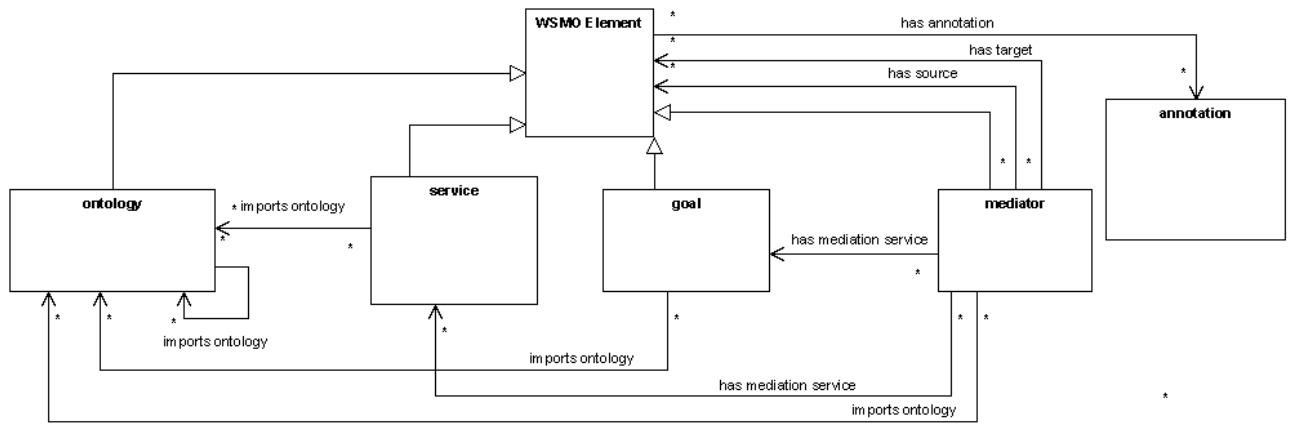 WSMO Element
*
has annotation
*
has target
*
has source
*
annotation
*
*
ontology
service
goal
mediator
* imports ontology
*
*
has mediation service
*
*
*
*
imports ontology
*
*
*
*
imports ontology
has mediation service
*
imports ontology